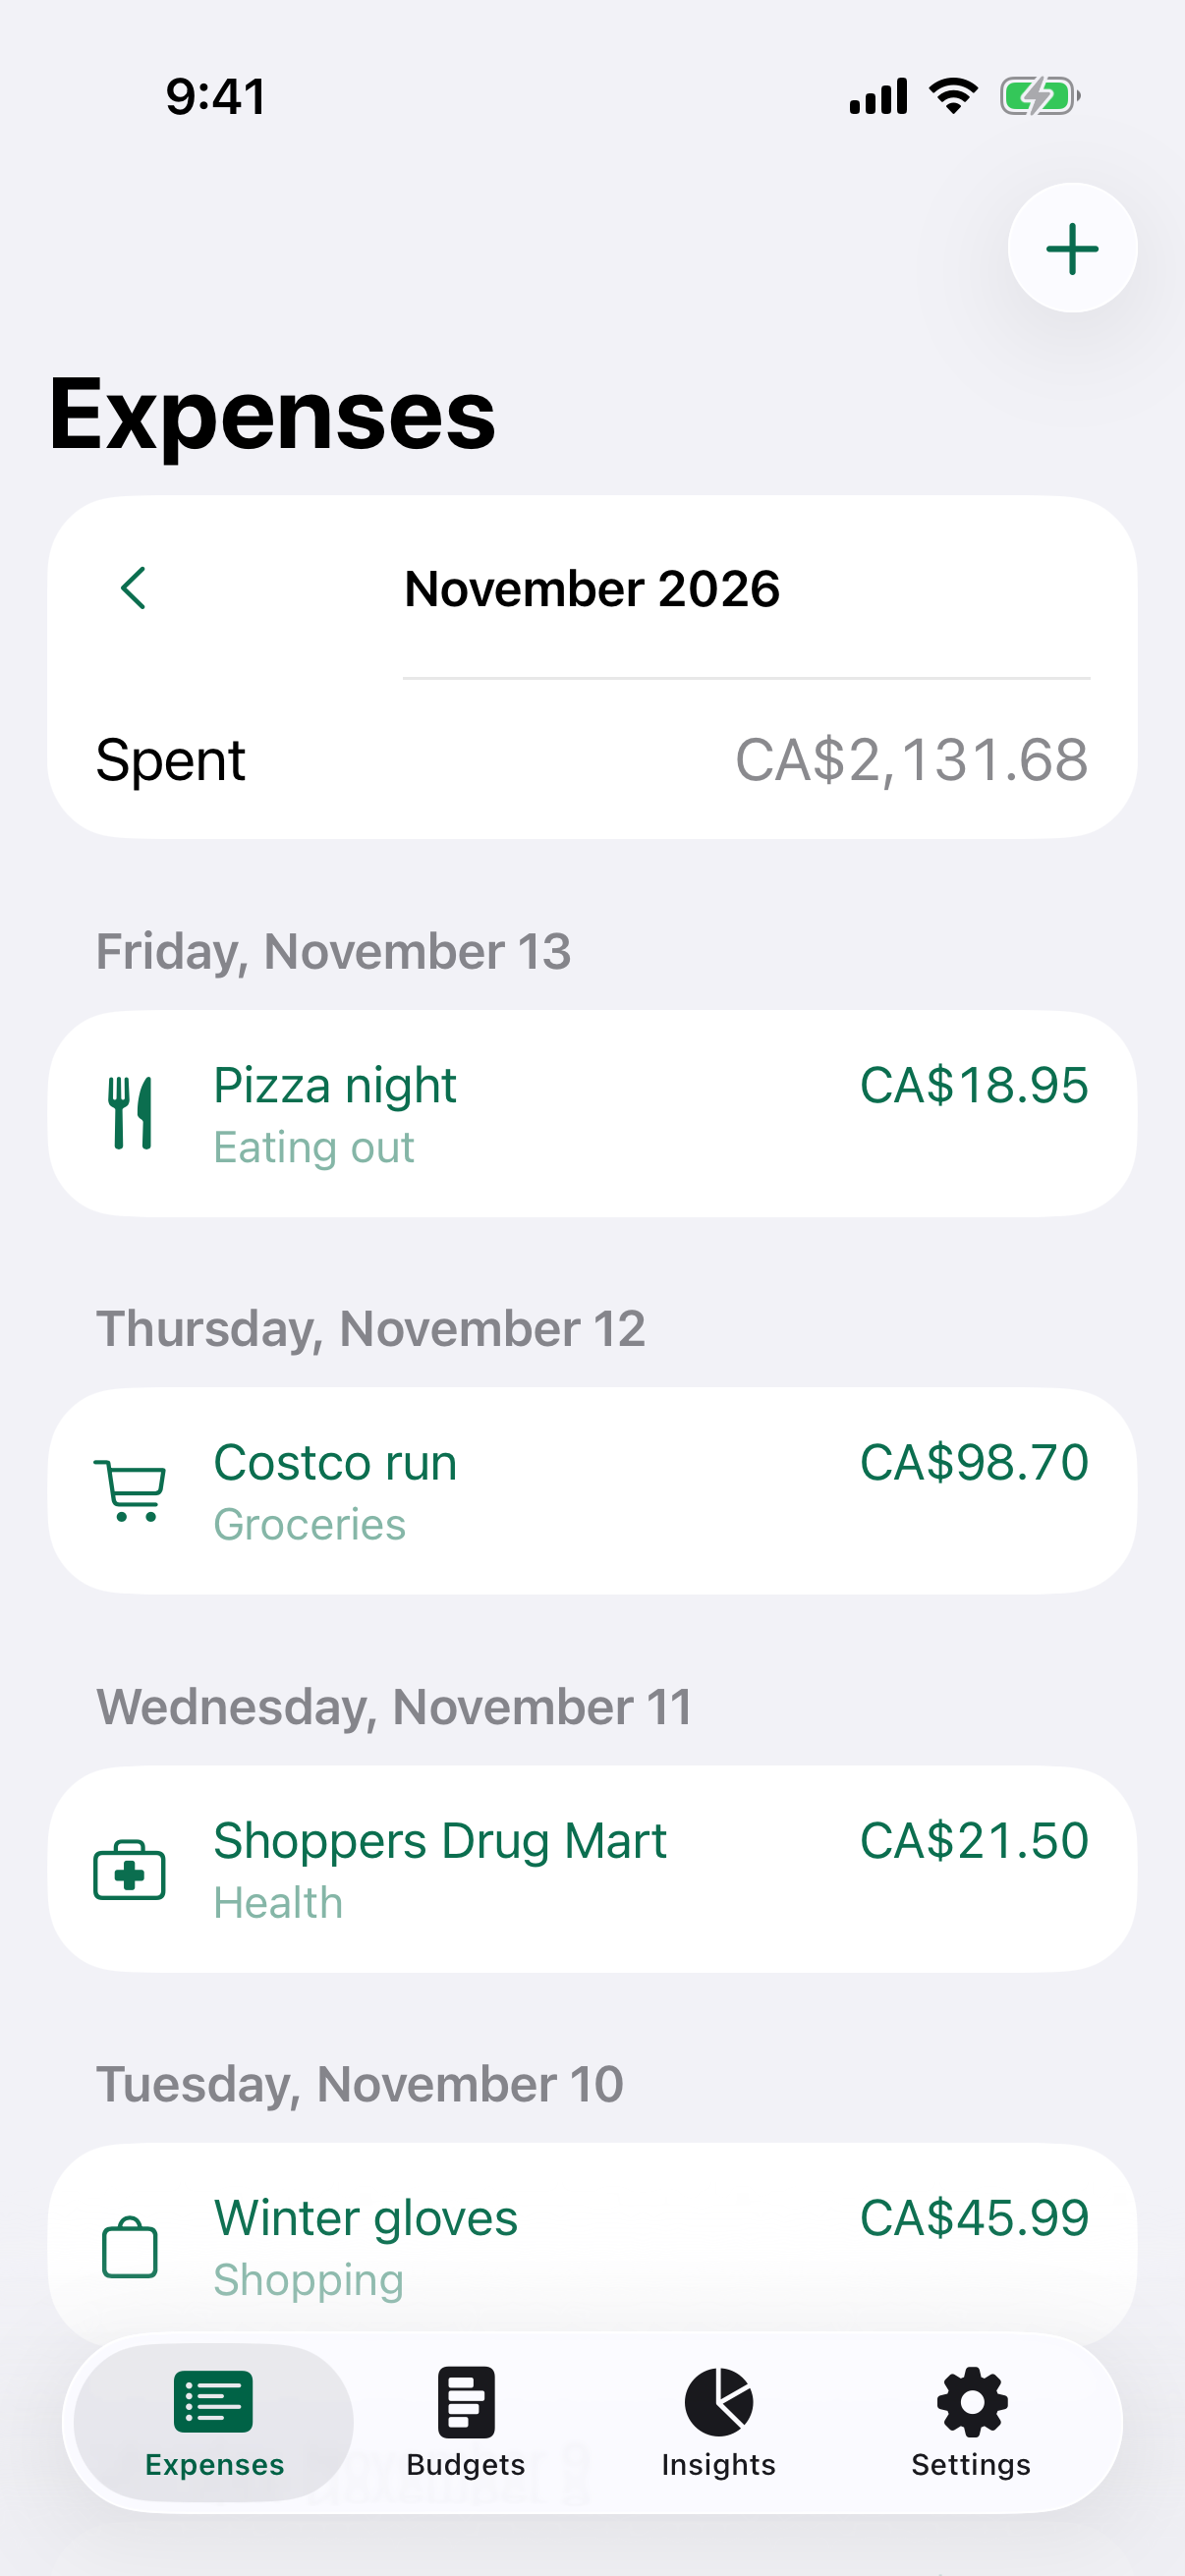 9:41
Expenses
November 2026
Spent CA$2,131.68
Friday, November 13
Pizza night CA$18.95
Eating out
Thursday, November 12
Costco run CA$98.70
Groceries
Wednesday, November 11
Shoppers Drug Mart CA$21.50
Health
Tuesday, November 10
Winter gloves CA$45.99
Shopping
Expenses Budgets Insights Settings